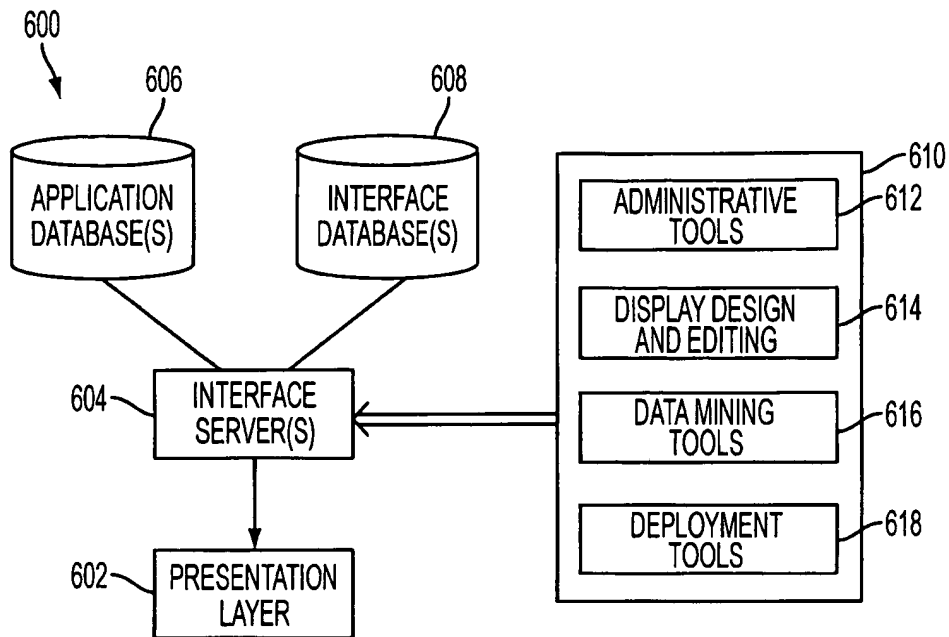 600
606
608
APPLICATION
DATABASE(S)
INTERFACE
DATABASE(S)
610
ADMINISTRATIVE
TOOLS
612
DISPLAY DESIGN
AND EDITING
614
604
INTERFACE
SERVER(S)
DATA MINING
TOOLS
616
DEPLOYMENT
TOOLS
618
602
PRESENTATION
LAYER